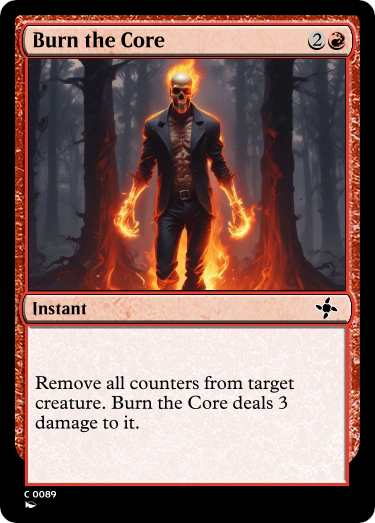 Burn the Core 2
Instant
Remove all counters from target
creature. Burn the Core deals 3
damage to it.
C 0089